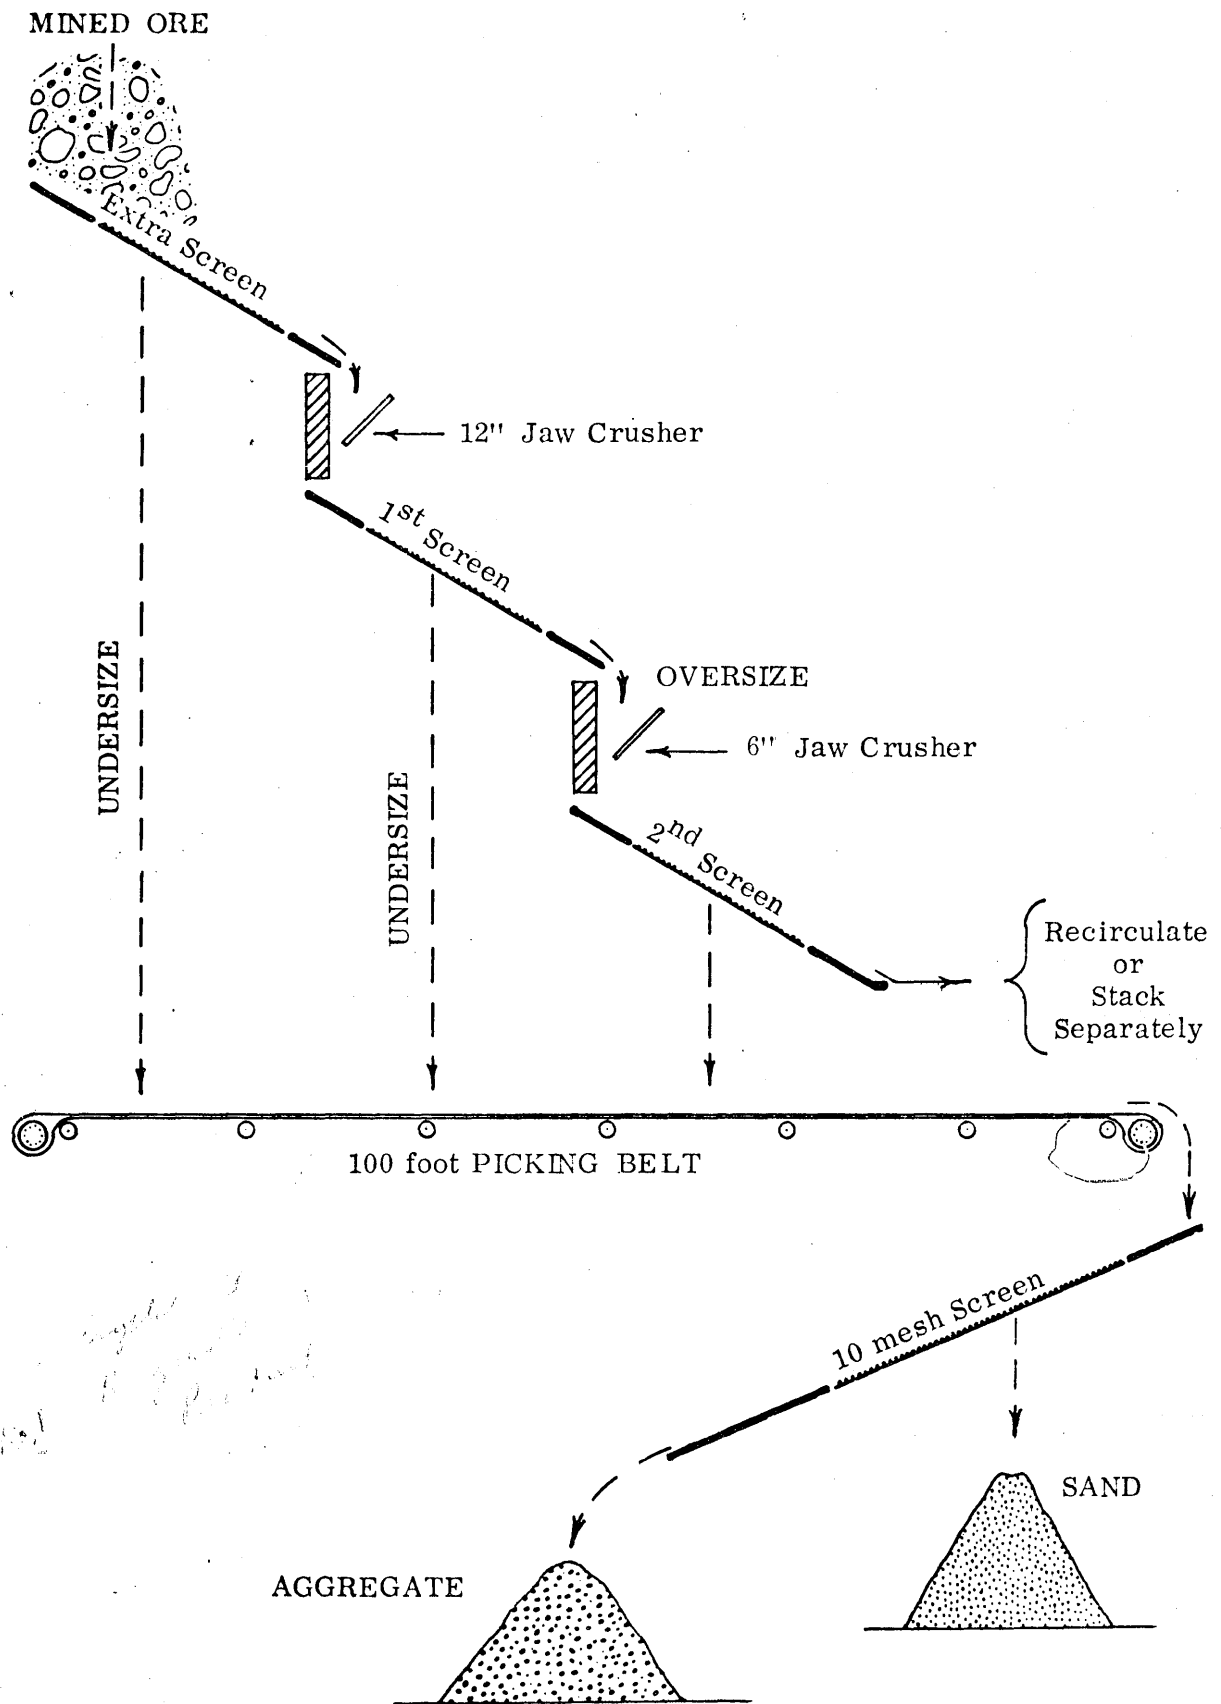 MINED ORE
Extra Screen
12" Jaw Crusher
1st Screen
UNDERSIZE
OVERSIZE
6" Jaw Crusher
UNDERSIZE
2nd Screen
Recirculate
or
Stack
Separately
100 foot PICKING BELT
10 mesh Screen
SAND
AGGREGATE